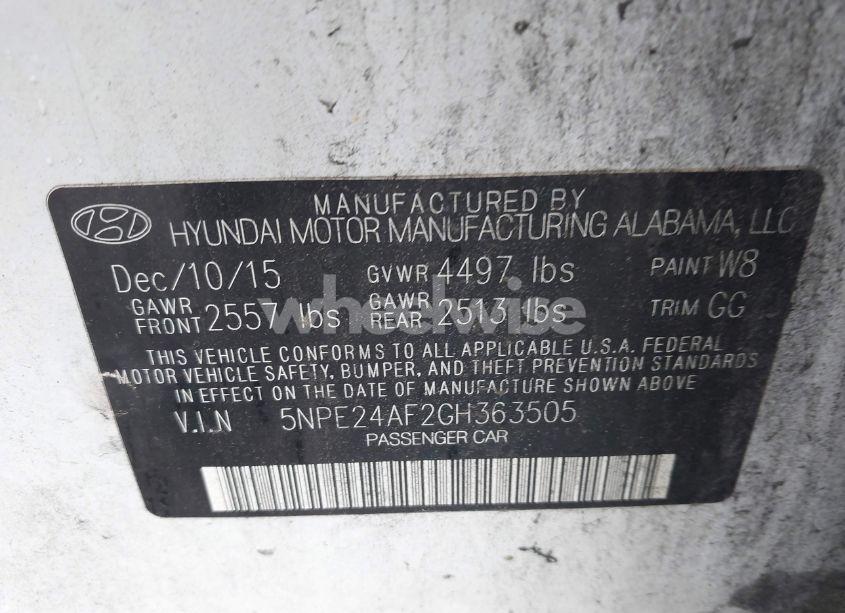 MANUFACTURED BY
HYUNDAI MOTOR MANUFACTURING ALABAMA, LLC
Dec/10/15 GVWR 4497 lbs PAINT W8
GAWR FRONT 2557 lbs GAWR REAR 2513 lbs TRIM GG
wheelwise
THIS VEHICLE CONFORMS TO ALL APPLICABLE U.S.A. FEDERAL
MOTOR VEHICLE SAFETY, BUMPER, AND THEFT PREVENTION STANDARDS
IN EFFECT ON THE DATE OF MANUFACTURE SHOWN ABOVE
V.I.N 5NPE24AF2GH363505
PASSENGER CAR